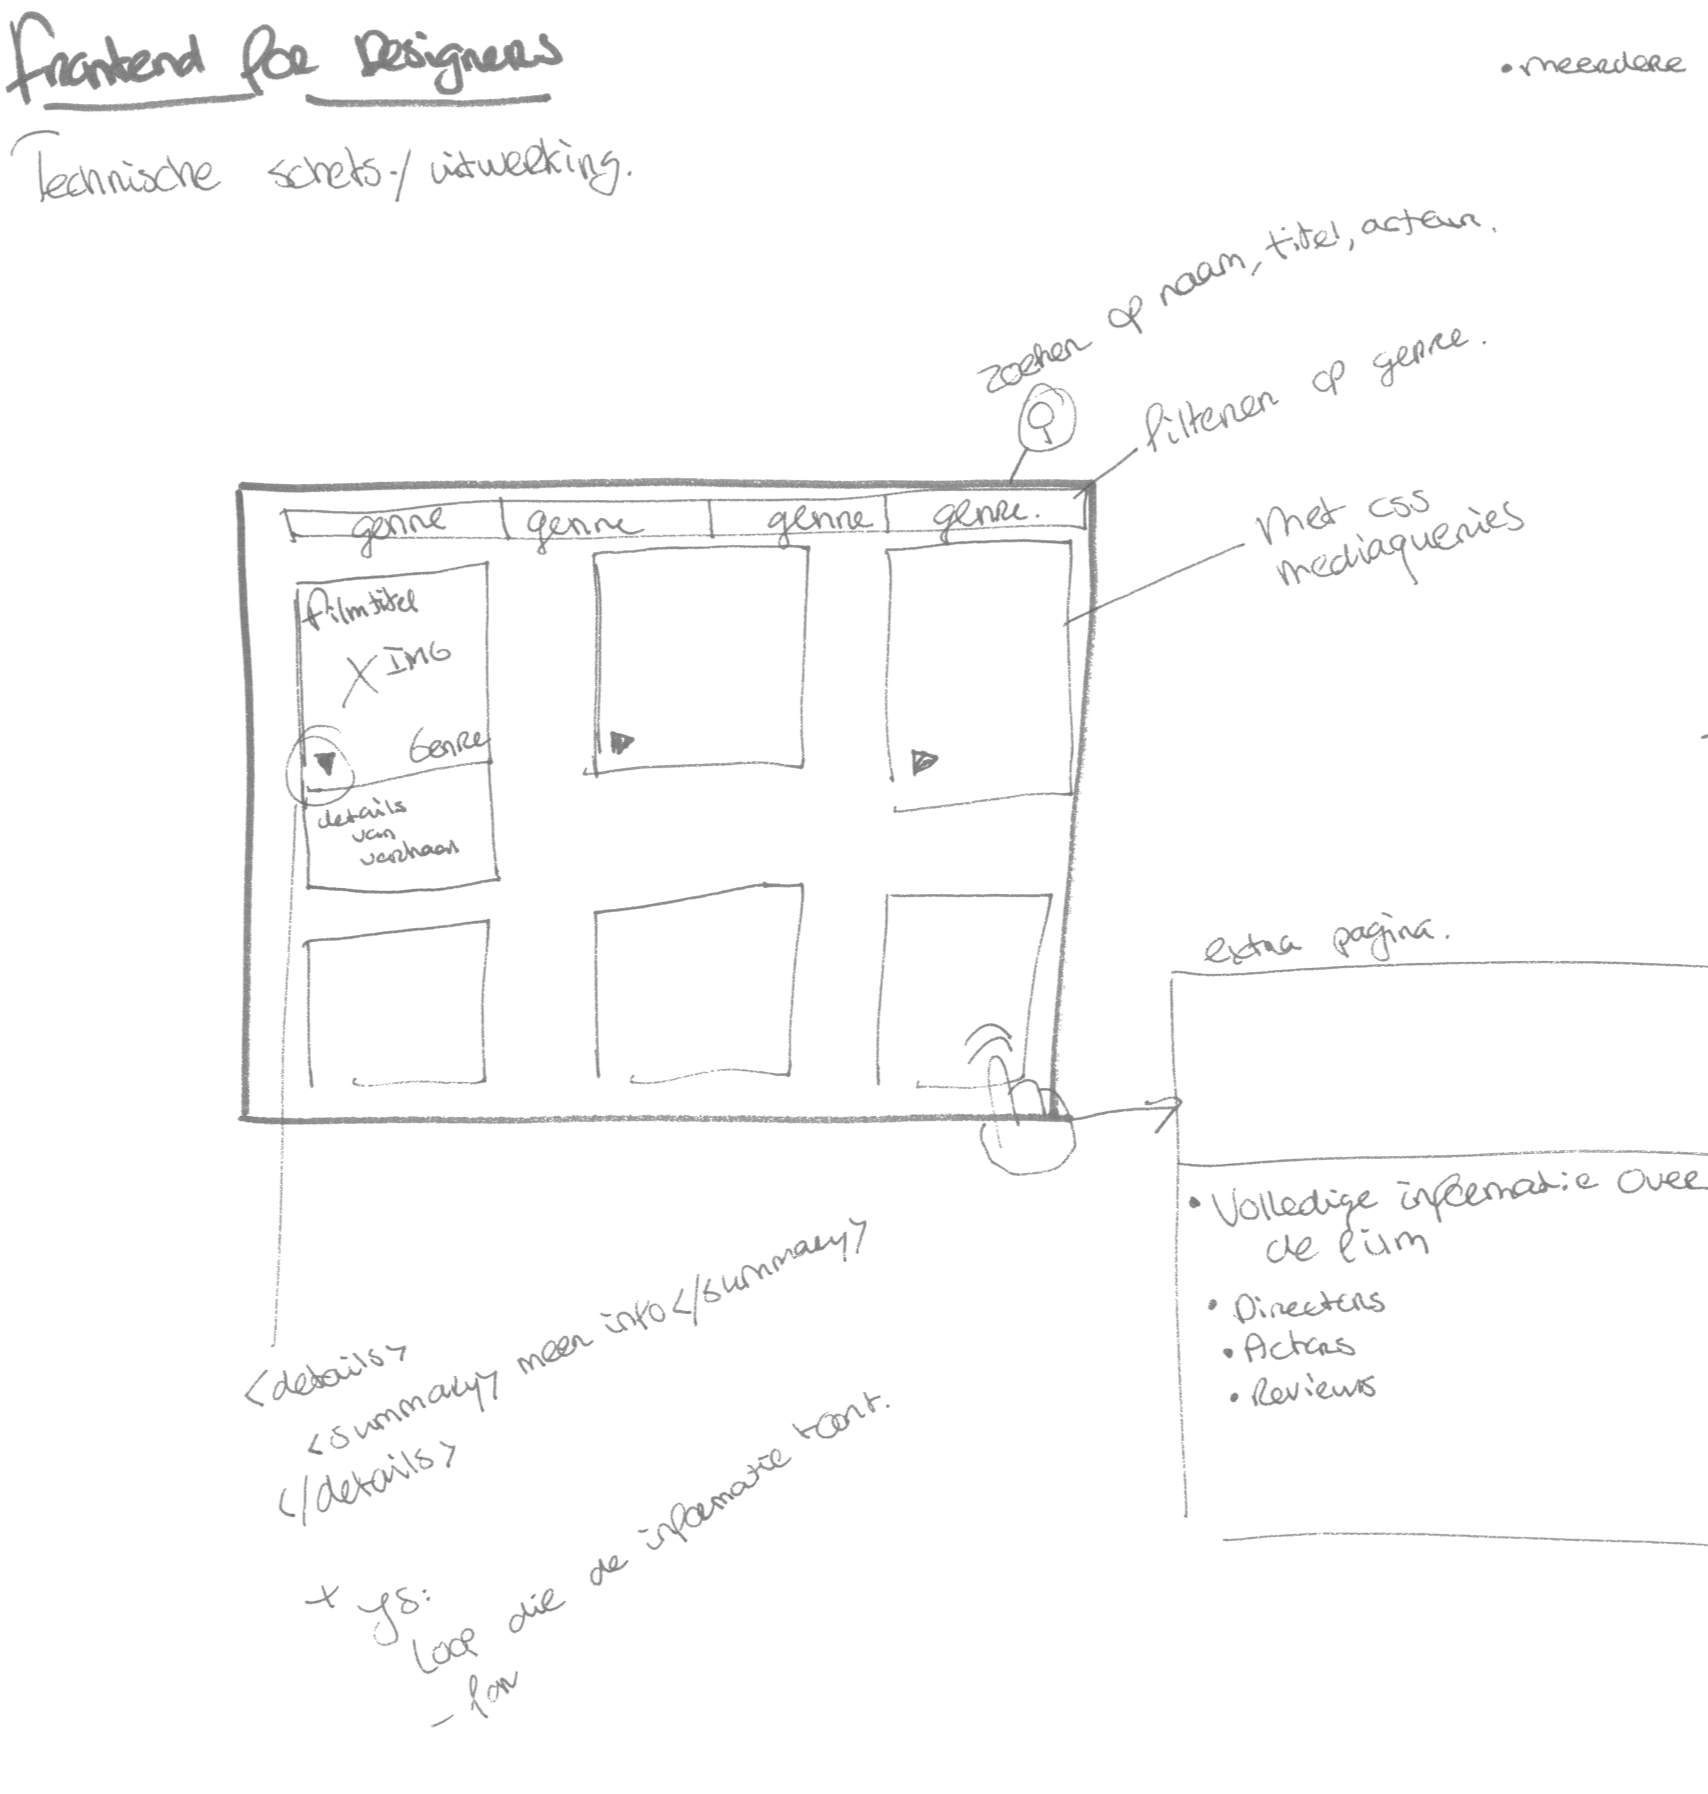 Frontend for Designers
• meerdere
Technische schets / uitwerking.
zoeken op naam, titel, acteur.
filteren op genre.
genre genre genre genre.
Met css
mediaqueries
filmtitel
X IMG
Genre
details
van
verhaal
extra pagina.
• Volledige informatie over
de film
• Directors
• Actors
• Reviews
<details>
<summary> meer info </summary>
</details>
+ JS:
Loop die de informatie toont.
- for